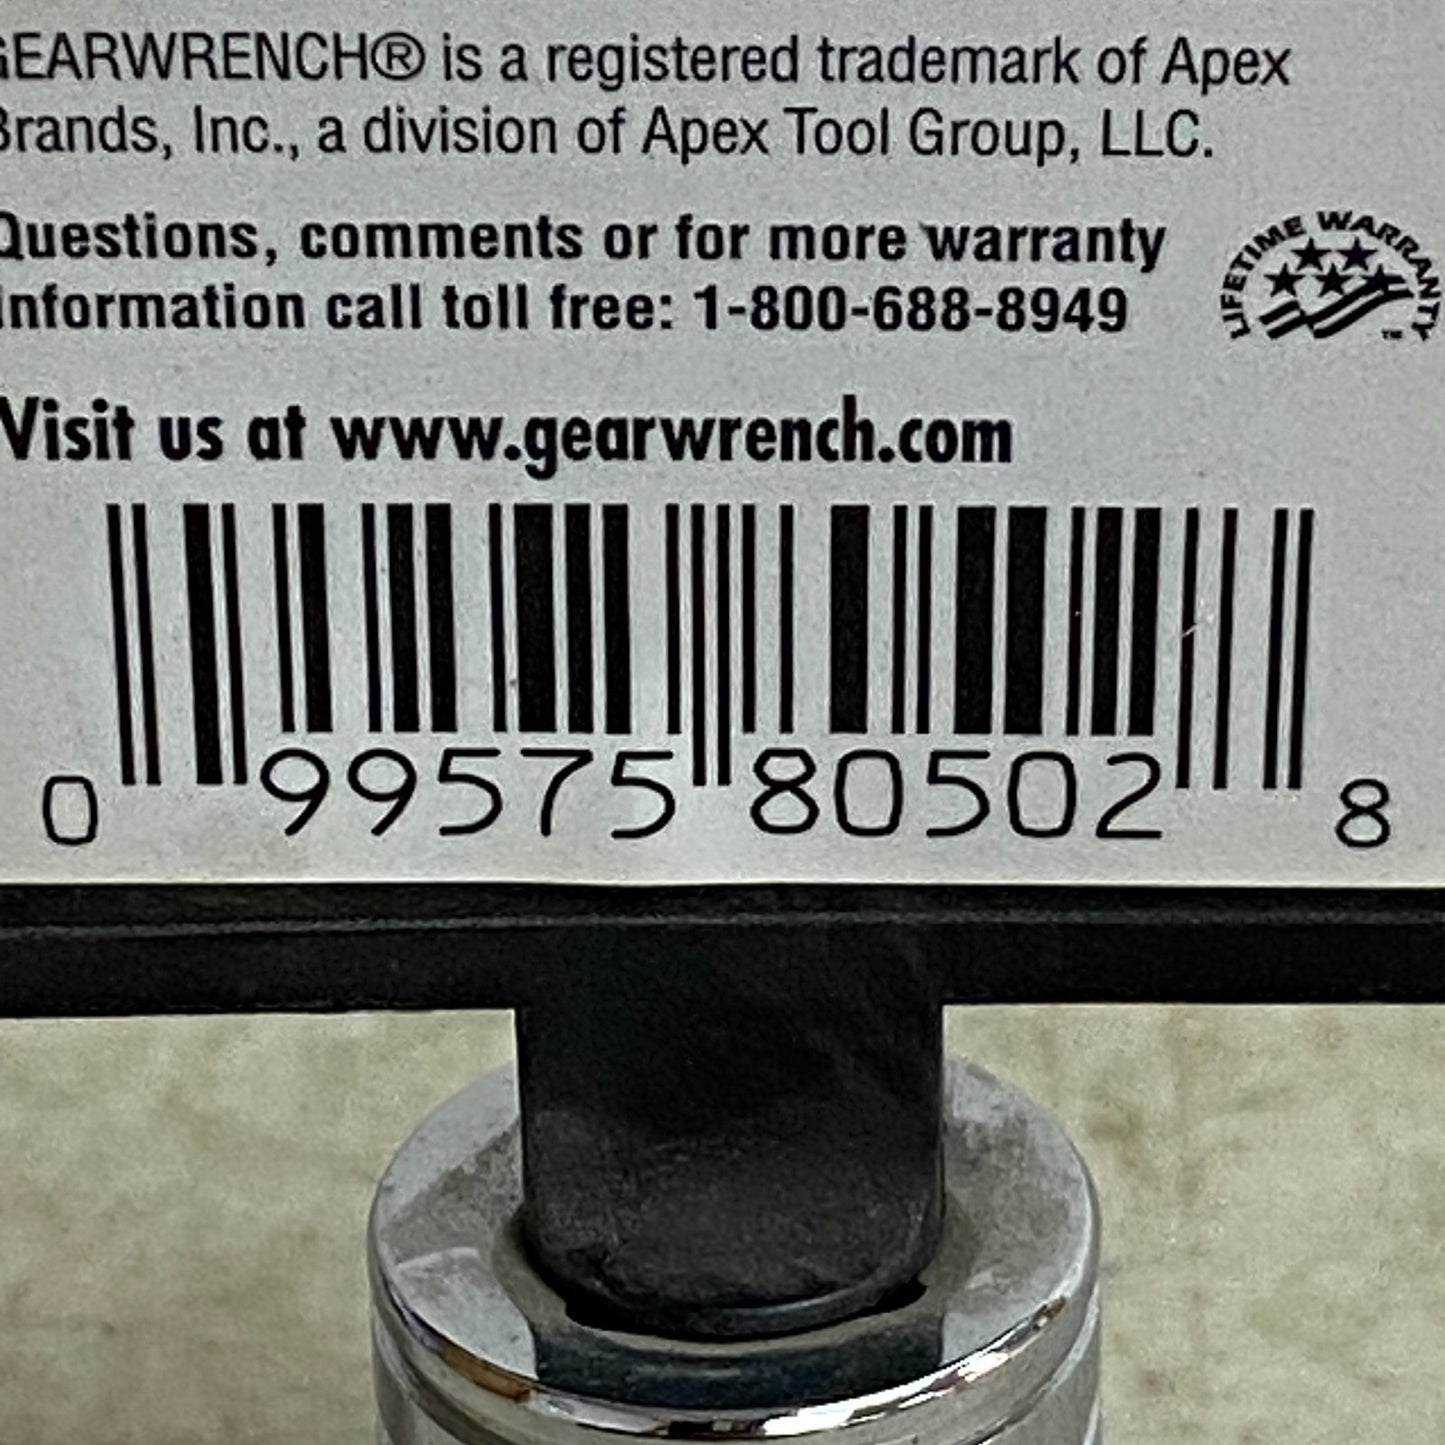 GEARWRENCH® is a registered trademark of Apex
Brands, Inc., a division of Apex Tool Group, LLC.
Questions, comments or for more warranty
information call toll free: 1-800-688-8949
LIFETIME WARRANTY
™
Visit us at www.gearwrench.com
0 99575 80502 8